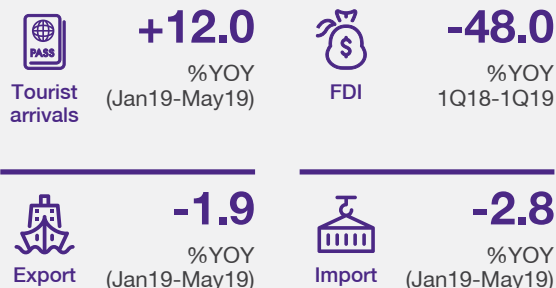 PASS
+12.0
%YOY
(Jan19-May19)
Tourist
arrivals
$
-48.0
%YOY
1Q18-1Q19
FDI
-1.9
%YOY
(Jan19-May19)
Export
-2.8
%YOY
(Jan19-May19)
Import